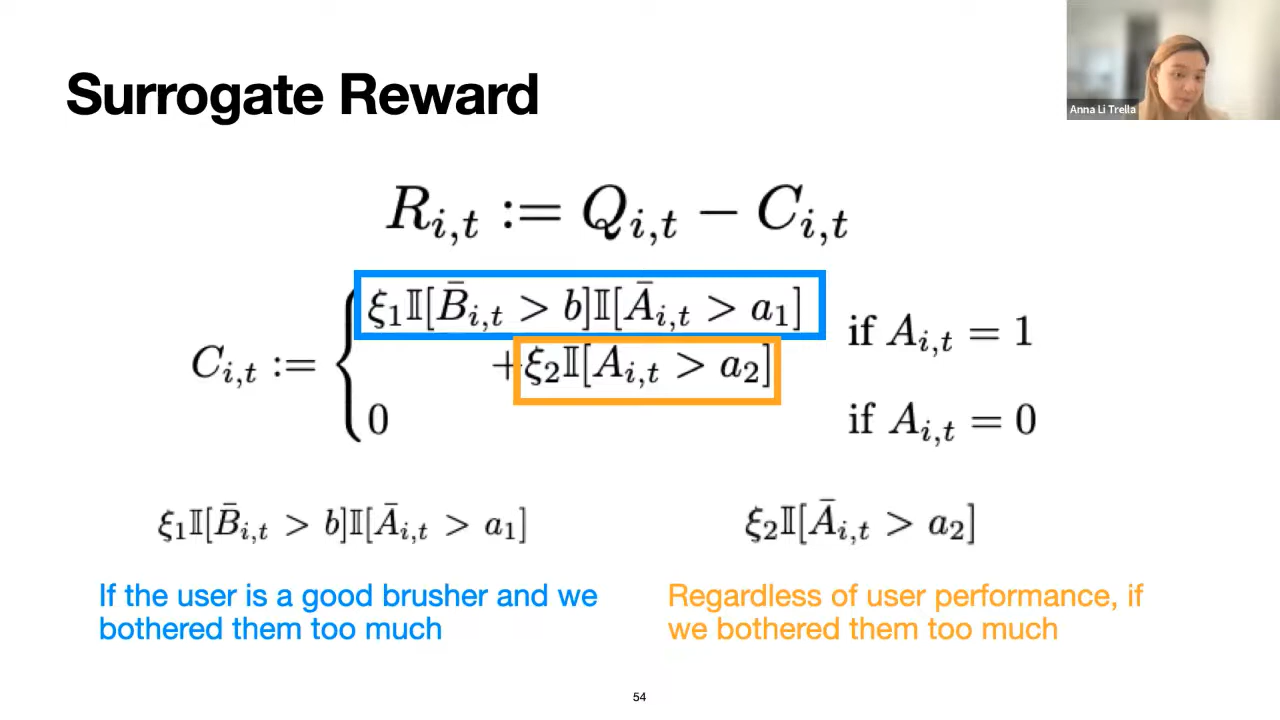 Surrogate Reward
Anna Li Trella
R_{i,t} := Q_{i,t} − C_{i,t}
ξ₁𝕀[B̄_{i,t} > b]𝕀[Ā_{i,t} > a₁]
if A_{i,t} = 1
C_{i,t} := {
+ξ₂𝕀[A_{i,t} > a₂]
0 if A_{i,t} = 0
ξ₁𝕀[B̄_{i,t} > b]𝕀[Ā_{i,t} > a₁]
ξ₂𝕀[Ā_{i,t} > a₂]
If the user is a good brusher and we
bothered them too much
Regardless of user performance, if
we bothered them too much
54